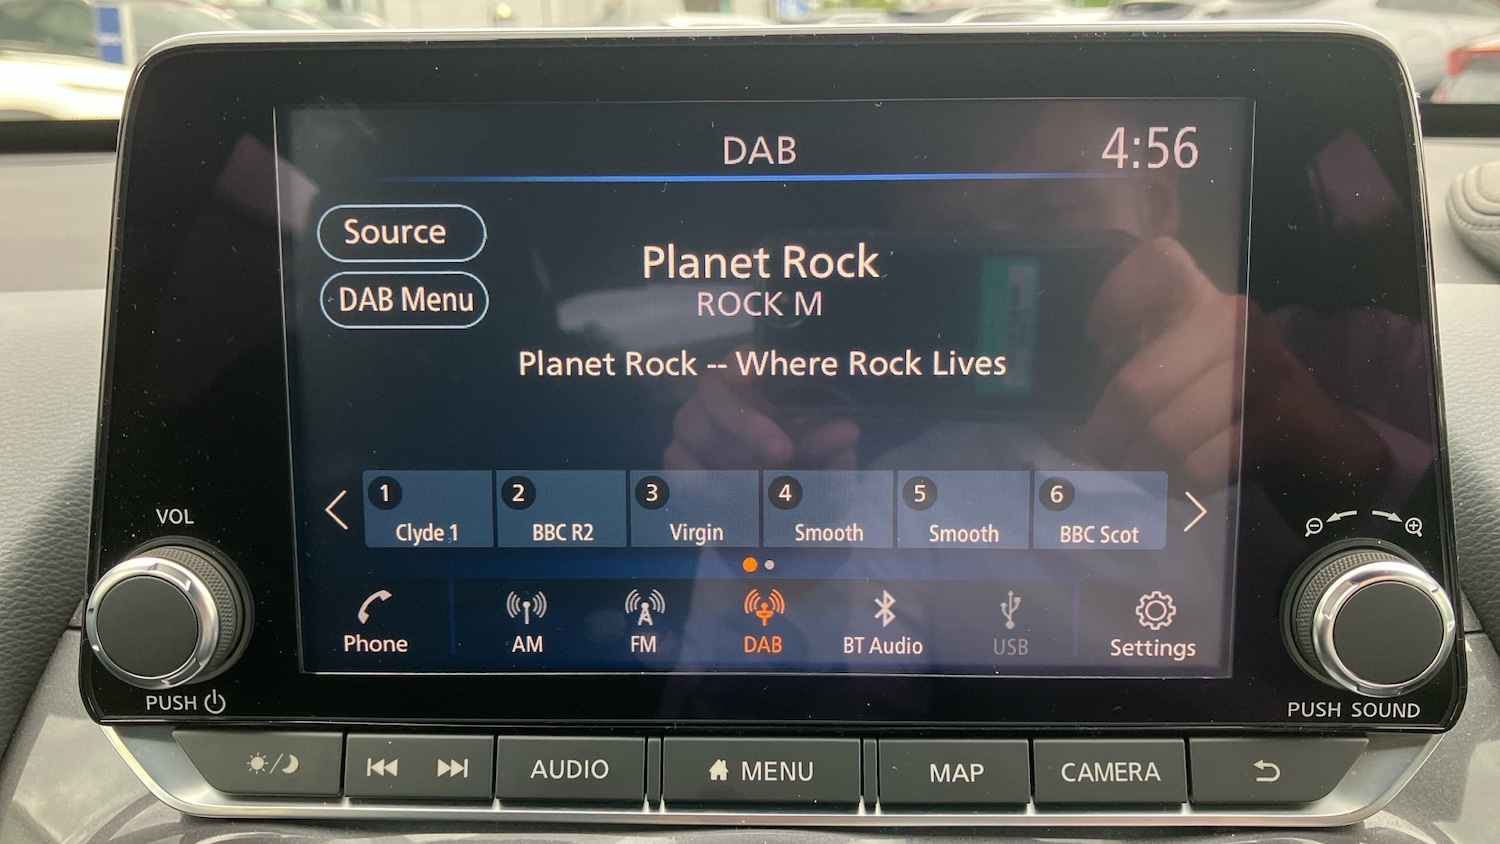 DAB
4:56
Source
DAB Menu
Planet Rock
ROCK M
Planet Rock -- Where Rock Lives
1 2 3 4 5 6
Clyde 1 BBC R2 Virgin Smooth Smooth BBC Scot
Phone AM FM DAB BT Audio USB Settings
VOL
PUSH
PUSH SOUND
AUDIO MENU MAP CAMERA